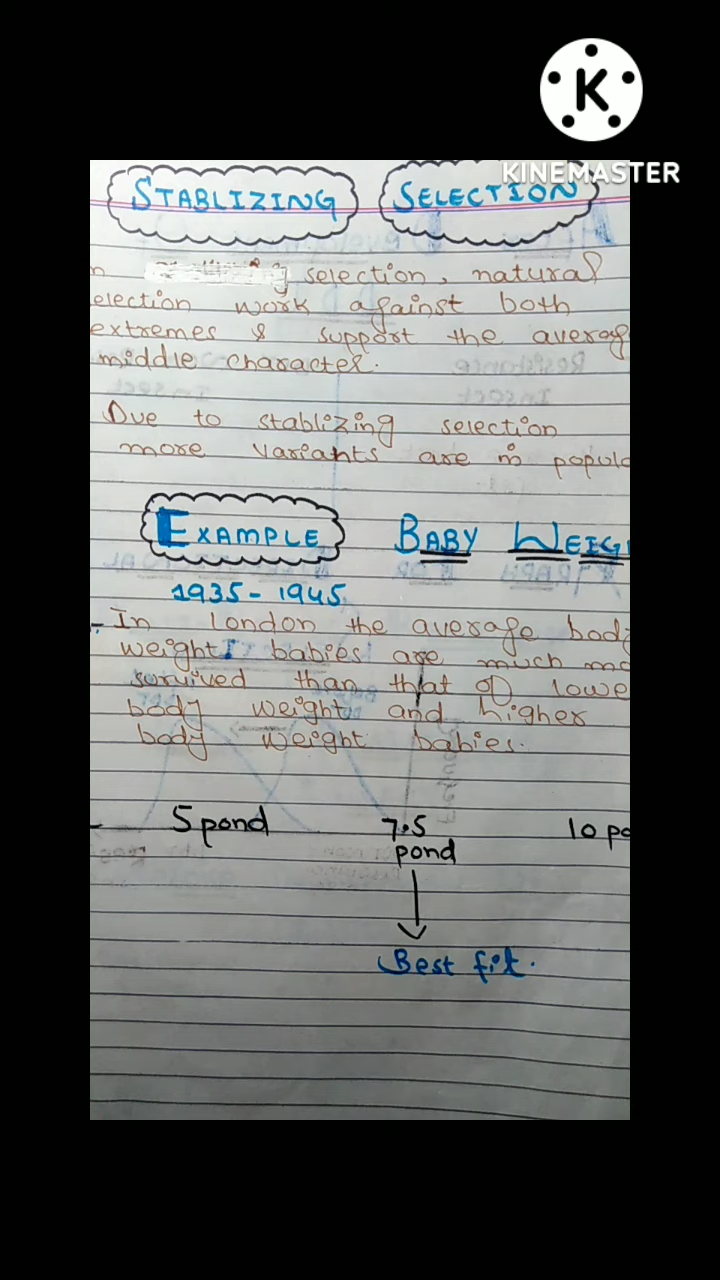 K
KINEMASTER
STABLIZING SELECTION
n selection, natural
election work against both
extremes & support the averag
middle character.
Due to stablizing selection
more variants are in popula
EXAMPLE BABY WEIG
1935-1945
In london the average body
weight babies are much mo
survived than that of lowe
body weight and higher
body weight babies.
5 pond 7.5 10 po
pond
Best fit.